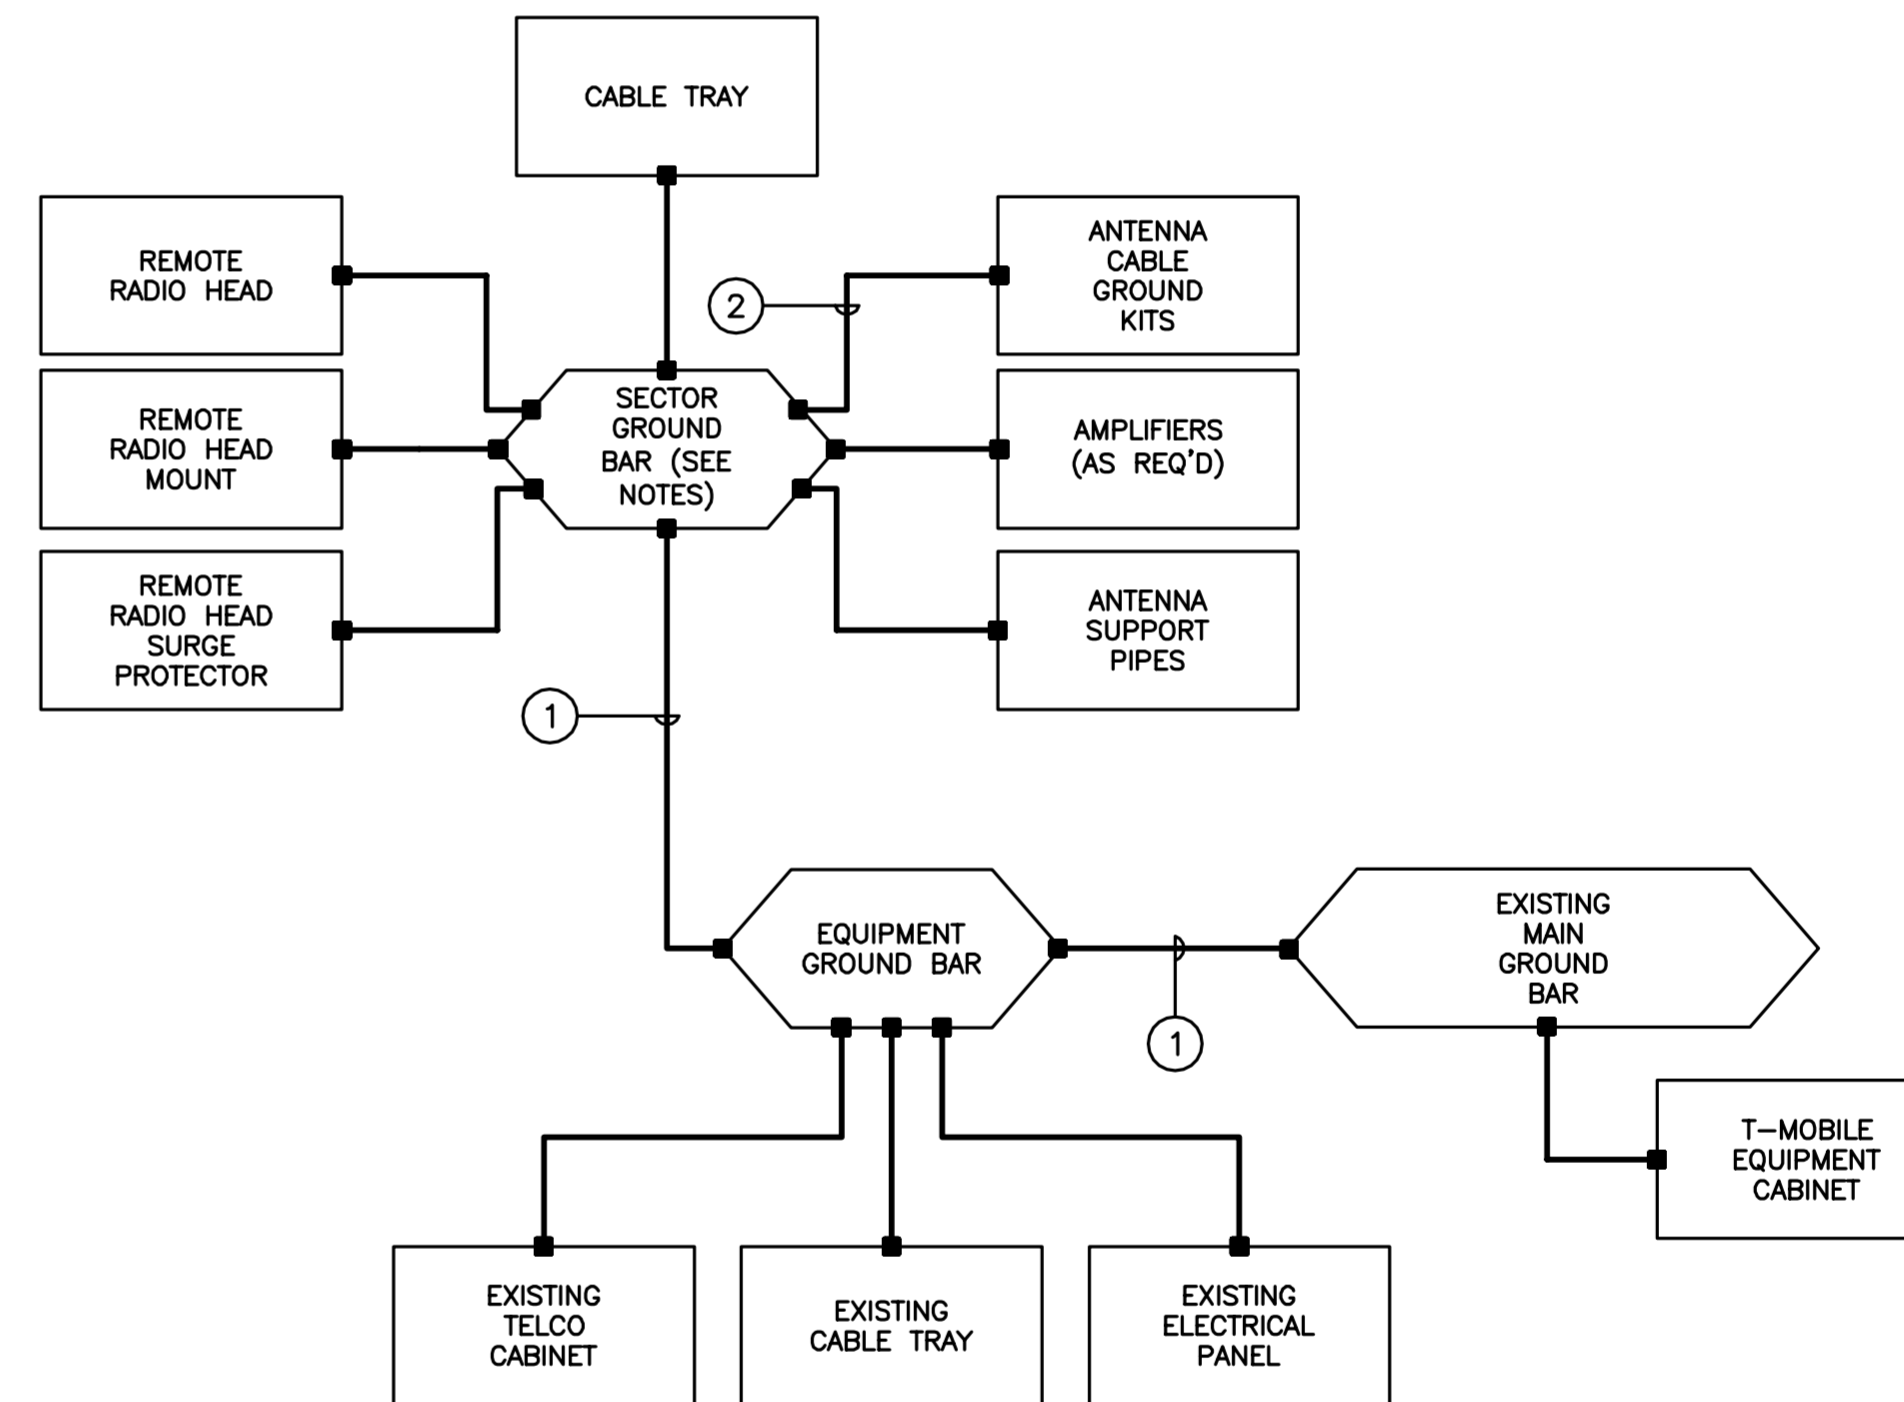 CABLE TRAY
REMOTE
RADIO HEAD
ANTENNA
CABLE
GROUND
KITS
2
REMOTE
RADIO HEAD
MOUNT
SECTOR
GROUND
BAR (SEE
NOTES)
AMPLIFIERS
(AS REQ'D)
REMOTE
RADIO HEAD
SURGE
PROTECTOR
ANTENNA
SUPPORT
PIPES
1
EQUIPMENT
GROUND BAR
EXISTING
MAIN
GROUND
BAR
1
T-MOBILE
EQUIPMENT
CABINET
EXISTING
TELCO
CABINET
EXISTING
CABLE TRAY
EXISTING
ELECTRICAL
PANEL